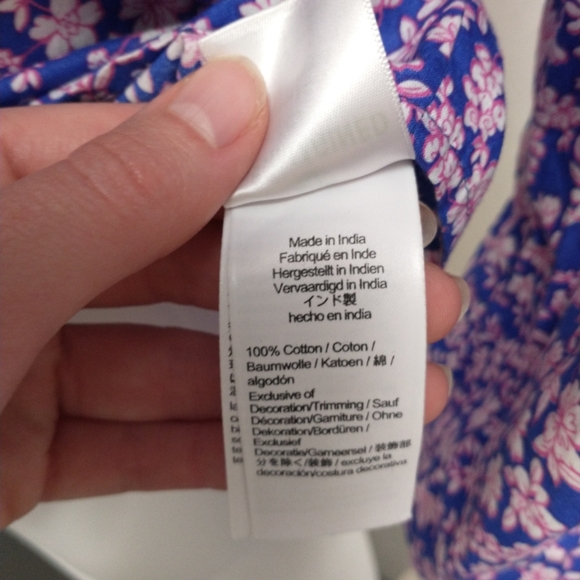 Made in India
Fabriqué en Inde
Hergestellt in Indien
Vervaardigd in India
インド製
hecho en india
100% Cotton / Coton /
Baumwolle / Katoen / 綿 /
algodón
Exclusive of
Decoration/Trimming / Sauf
Décoration/Garniture / Ohne
Dekoration/Bordüren /
Exclusief
Decoratie/Garneersel / 装飾部
分を除く/装飾 / excluye la
decoración/costura decorativa